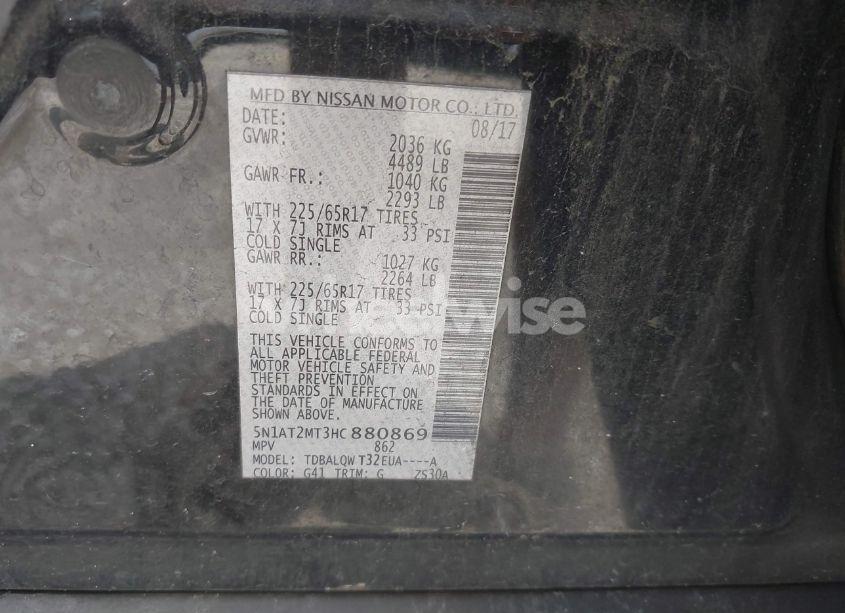 MFD BY NISSAN MOTOR CO., LTD.
DATE: 08/17
GVWR: 2036 KG
4489 LB
GAWR FR.: 1040 KG
2293 LB
WITH 225/65R17 TIRES
17 X 7J RIMS AT 33 PSI
COLD SINGLE
GAWR RR.: 1027 KG
2264 LB
WITH 225/65R17 TIRES
17 X 7J RIMS AT 33 PSI
COLD SINGLE
THIS VEHICLE CONFORMS TO
ALL APPLICABLE FEDERAL
MOTOR VEHICLE SAFETY AND
THEFT PREVENTION
STANDARDS IN EFFECT ON
THE DATE OF MANUFACTURE
SHOWN ABOVE.
5N1AT2MT3HC880869
MPV 862
MODEL: TDBALQW T32EUA----A
COLOR: G41 TRIM: G ZS30A